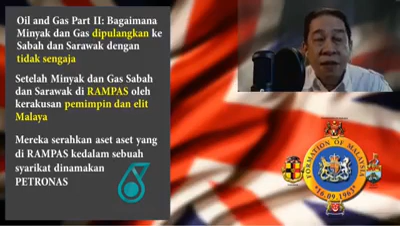 Oil and Gas Part II: Bagaimana
Minyak dan Gas dipulangkan ke
Sabah dan Sarawak dengan
tidak sengaja
Setelah Minyak dan Gas Sabah
dan Sarawak di RAMPAS oleh
kerakusan pemimpin dan elit
Malaya
Mereka serahkan aset aset yang
di RAMPAS kedalam sebuah
syarikat dinamakan
PETRONAS
FORMATION OF MALAYSIA
16.09.1963